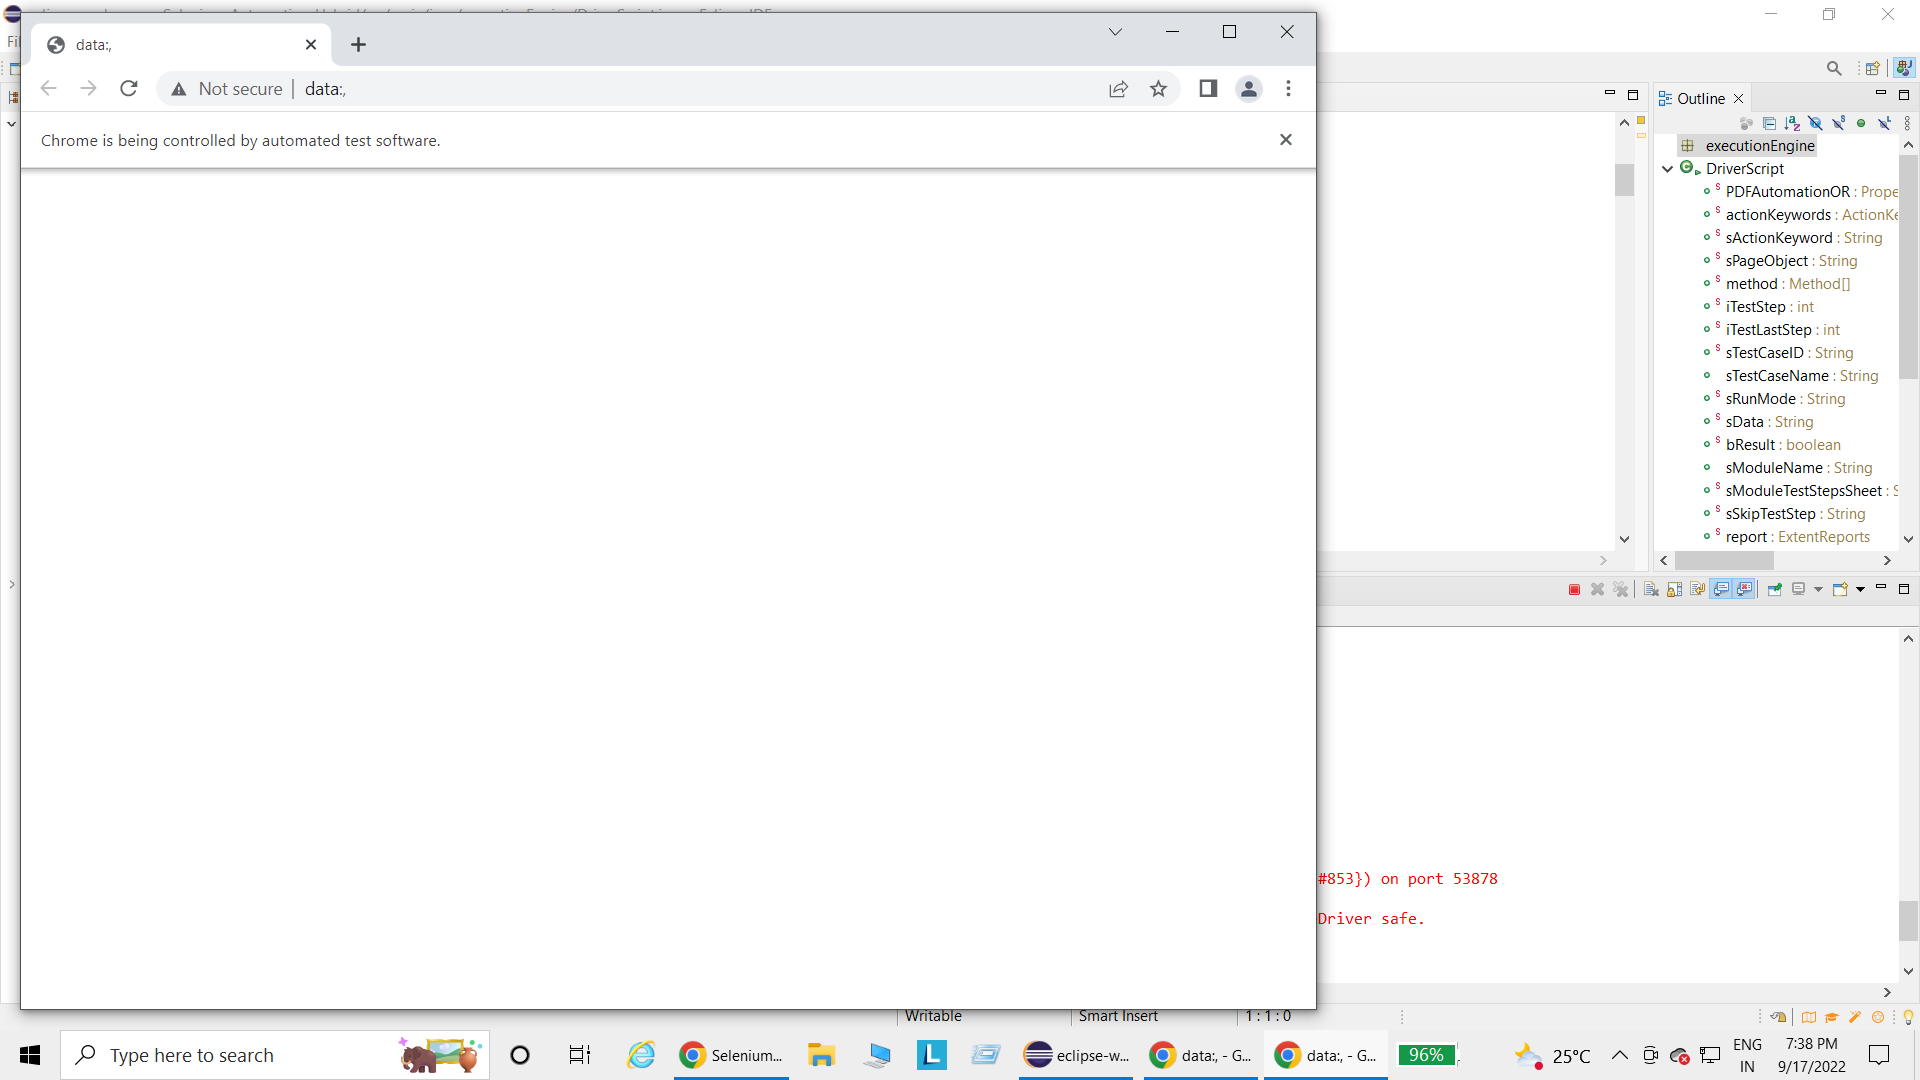 data:,
Not secure
data:,
Chrome is being controlled by automated test software.
Outline
executionEngine
DriverScript
PDFAutomationOR : Prope
actionKeywords : ActionKe
sActionKeyword : String
sPageObject : String
method : Method[]
iTestStep : int
iTestLastStep : int
sTestCaseID : String
sTestCaseName : String
sRunMode : String
sData : String
bResult : boolean
sModuleName : String
sModuleTestStepsSheet : S
sSkipTestStep : String
report : ExtentReports
#853}) on port 53878
Driver safe.
Writable
Smart Insert
1 : 1 : 0
Type here to search
Selenium...
L
eclipse-w...
data:, - G...
data:, - G...
96%
25°C
ENG
IN
7:38 PM
9/17/2022